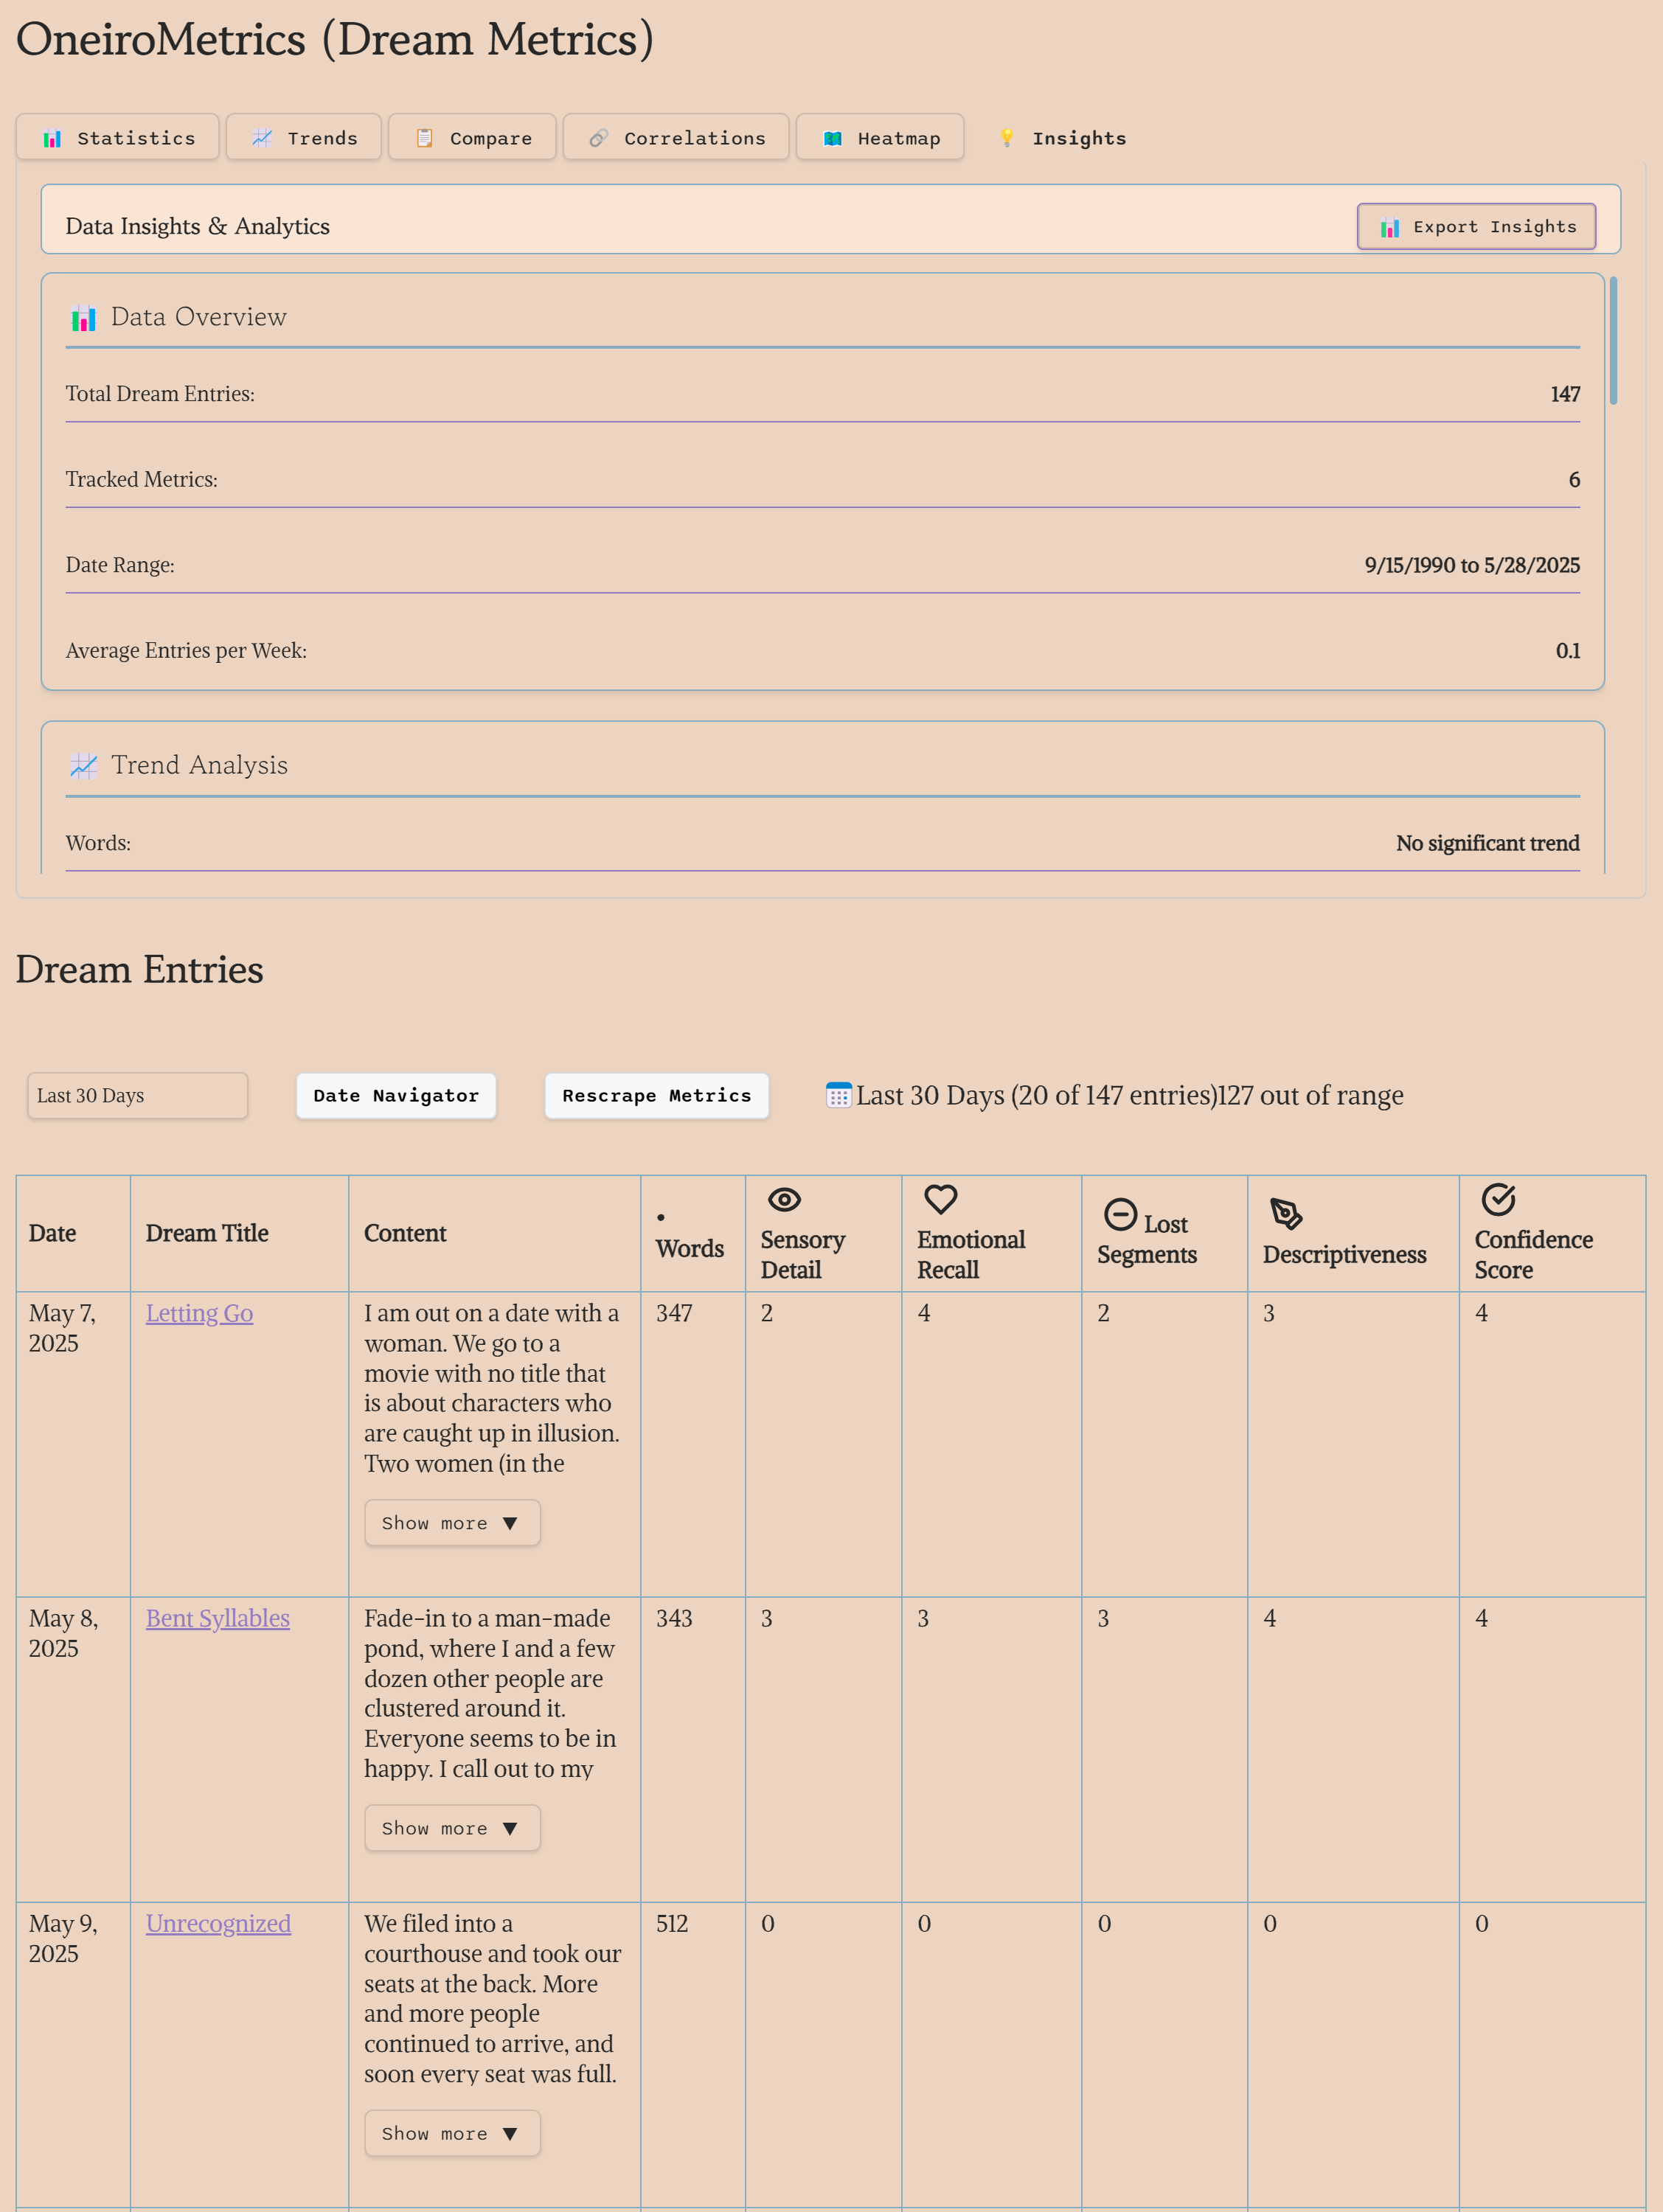 OneiroMetrics (Dream Metrics)
Statistics
Trends
Compare
Correlations
Heatmap
Insights
Data Insights & Analytics
Export Insights
Data Overview
Total Dream Entries: 147
Tracked Metrics: 6
Date Range: 9/15/1990 to 5/28/2025
Average Entries per Week: 0.1
Trend Analysis
Words: No significant trend
Dream Entries
Last 30 Days
Date Navigator
Rescrape Metrics
Last 30 Days (20 of 147 entries)127 out of range
Date
Dream Title
Content
Words
Sensory
Detail
Emotional
Recall
Lost
Segments
Descriptiveness
Confidence
Score
May 7,
2025
Letting Go
I am out on a date with a
woman. We go to a
movie with no title that
is about characters who
are caught up in illusion.
Two women (in the
Show more ▼
347
2
4
2
3
4
May 8,
2025
Bent Syllables
Fade-in to a man-made
pond, where I and a few
dozen other people are
clustered around it.
Everyone seems to be in
happy. I call out to my
Show more ▼
343
3
3
3
4
4
May 9,
2025
Unrecognized
We filed into a
courthouse and took our
seats at the back. More
and more people
continued to arrive, and
soon every seat was full.
Show more ▼
512
0
0
0
0
0